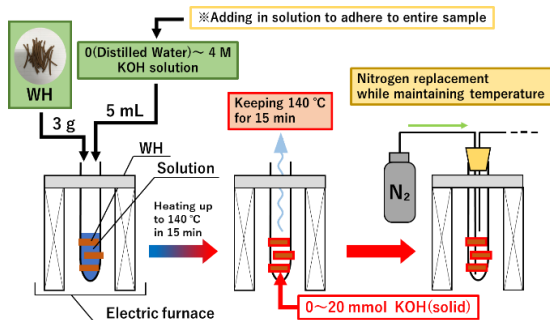 ※Adding in solution to adhere to entire sample
0(Distilled Water)～ 4 M
KOH solution
WH
3 g
5 mL
WH
Solution
Heating up
to 140 ℃
in 15 min
Electric furnace
Keeping 140 ℃
for 15 min
0～20 mmol KOH(solid)
Nitrogen replacement
while maintaining temperature
N₂